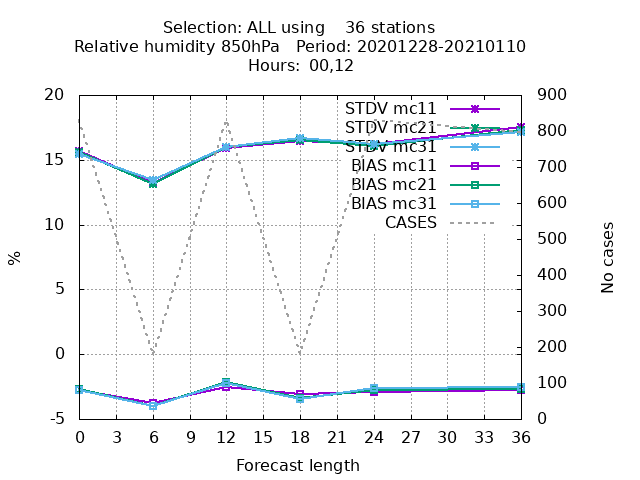 Selection: ALL using    36 stations
Relative humidity 850hPa   Period: 20201228-20210110
Hours: 00,12
STDV mc11
STDV mc21
STDV mc31
BIAS mc11
BIAS mc21
BIAS mc31
CASES
%
20
15
10
5
0
-5
No cases
900
800
700
600
500
400
300
200
100
0
0 3 6 9 12 15 18 21 24 27 30 33 36
Forecast length